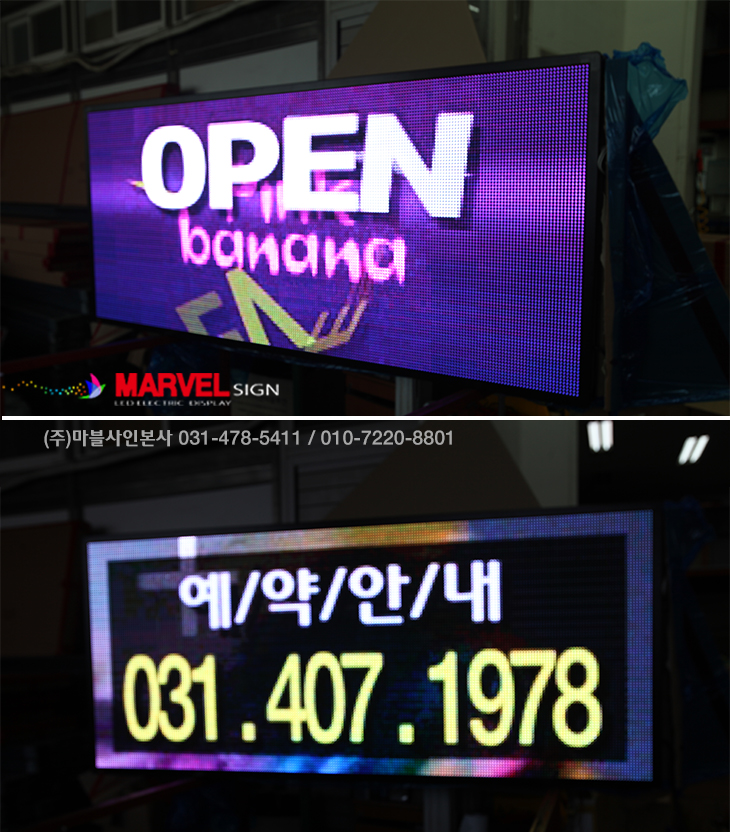 OPEN
PINK
banana
MARVEL SIGN
LED ELECTRIC DISPLAY
(주)마블사인본사 031-478-5411 / 010-7220-8801
예/약/안/내
031.407.1978